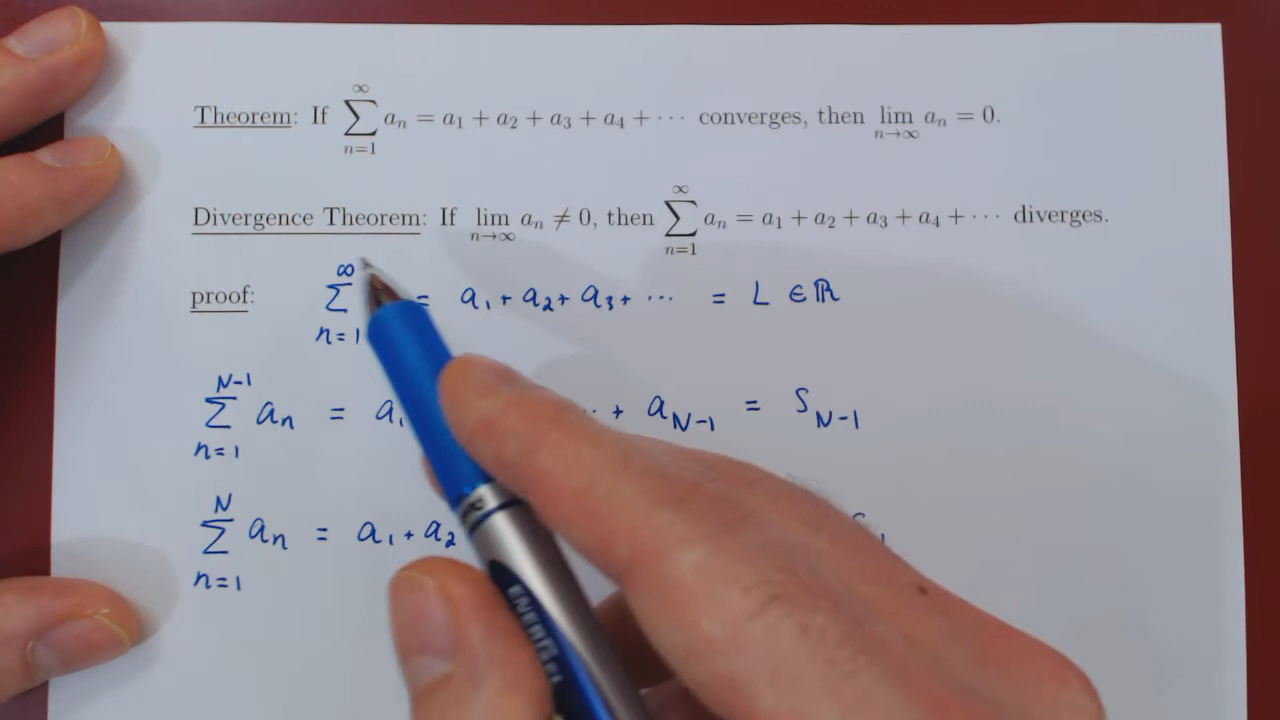 Theorem: If ∑_{n=1}^{∞} a_n = a_1 + a_2 + a_3 + a_4 + ··· converges, then lim_{n→∞} a_n = 0.
Divergence Theorem: If lim_{n→∞} a_n ≠ 0, then ∑_{n=1}^{∞} a_n = a_1 + a_2 + a_3 + a_4 + ··· diverges.
proof: ∑_{n=1}^{∞} = a_1 + a_2 + a_3 + ··· = L ∈ ℝ
∑_{n=1}^{N-1} a_n = a_1 ·· + a_{N-1} = S_{N-1}
∑_{n=1}^{N} a_n = a_1 + a_2
ENERGEL